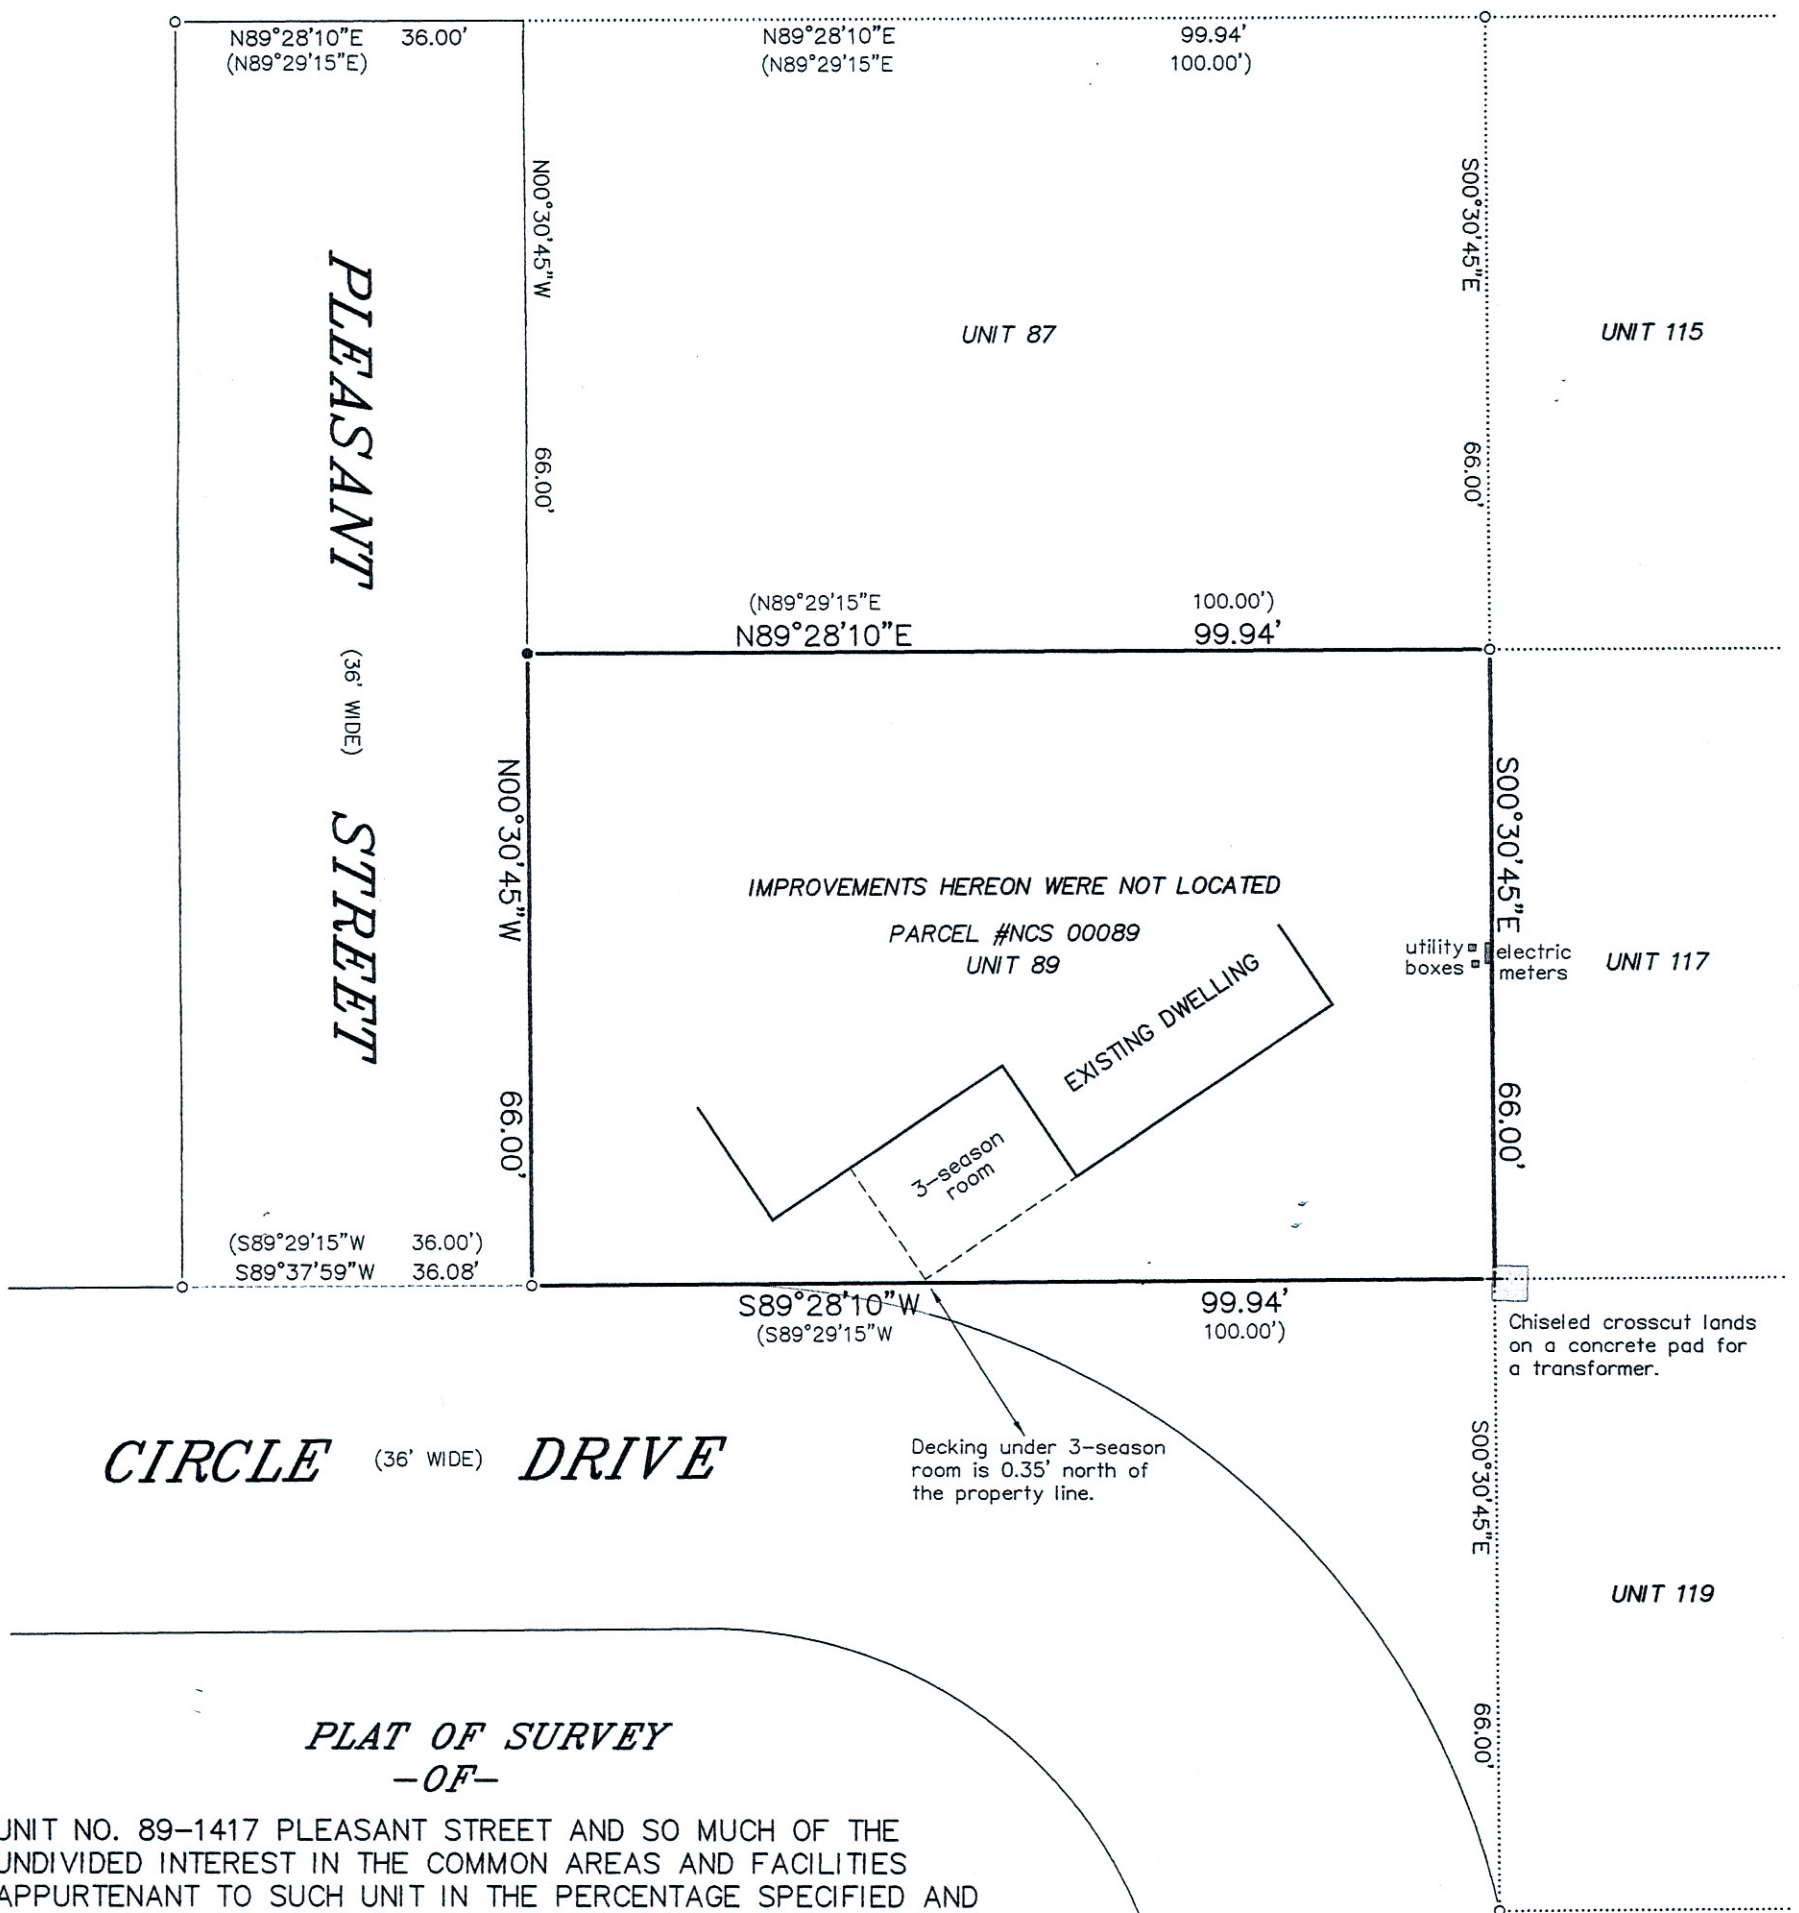 N89°28'10"E 36.00'
(N89°29'15"E)
N89°28'10"E 99.94'
(N89°29'15"E 100.00')
N00°30'45"W 66.00'
S00°30'45"E 66.00'
UNIT 87
UNIT 115
PLEASANT (36' WIDE) STREET
(N89°29'15"E 100.00')
N89°28'10"E 99.94'
N00°30'45"W 66.00'
S00°30'45"E 66.00'
IMPROVEMENTS HEREON WERE NOT LOCATED
PARCEL #NCS 00089
UNIT 89
utility
boxes
electric
meters
UNIT 117
EXISTING DWELLING
3-season
room
(S89°29'15"W 36.00')
S89°37'59"W 36.08'
S89°28'10"W 99.94'
(S89°29'15"W 100.00')
Chiseled crosscut lands
on a concrete pad for
a transformer.
CIRCLE (36' WIDE) DRIVE
Decking under 3-season
room is 0.35' north of
the property line.
S00°30'45"E 66.00'
UNIT 119
PLAT OF SURVEY
-OF-
UNIT NO. 89-1417 PLEASANT STREET AND SO MUCH OF THE
UNDIVIDED INTEREST IN THE COMMON AREAS AND FACILITIES
APPURTENANT TO SUCH UNIT IN THE PERCENTAGE SPECIFIED AND